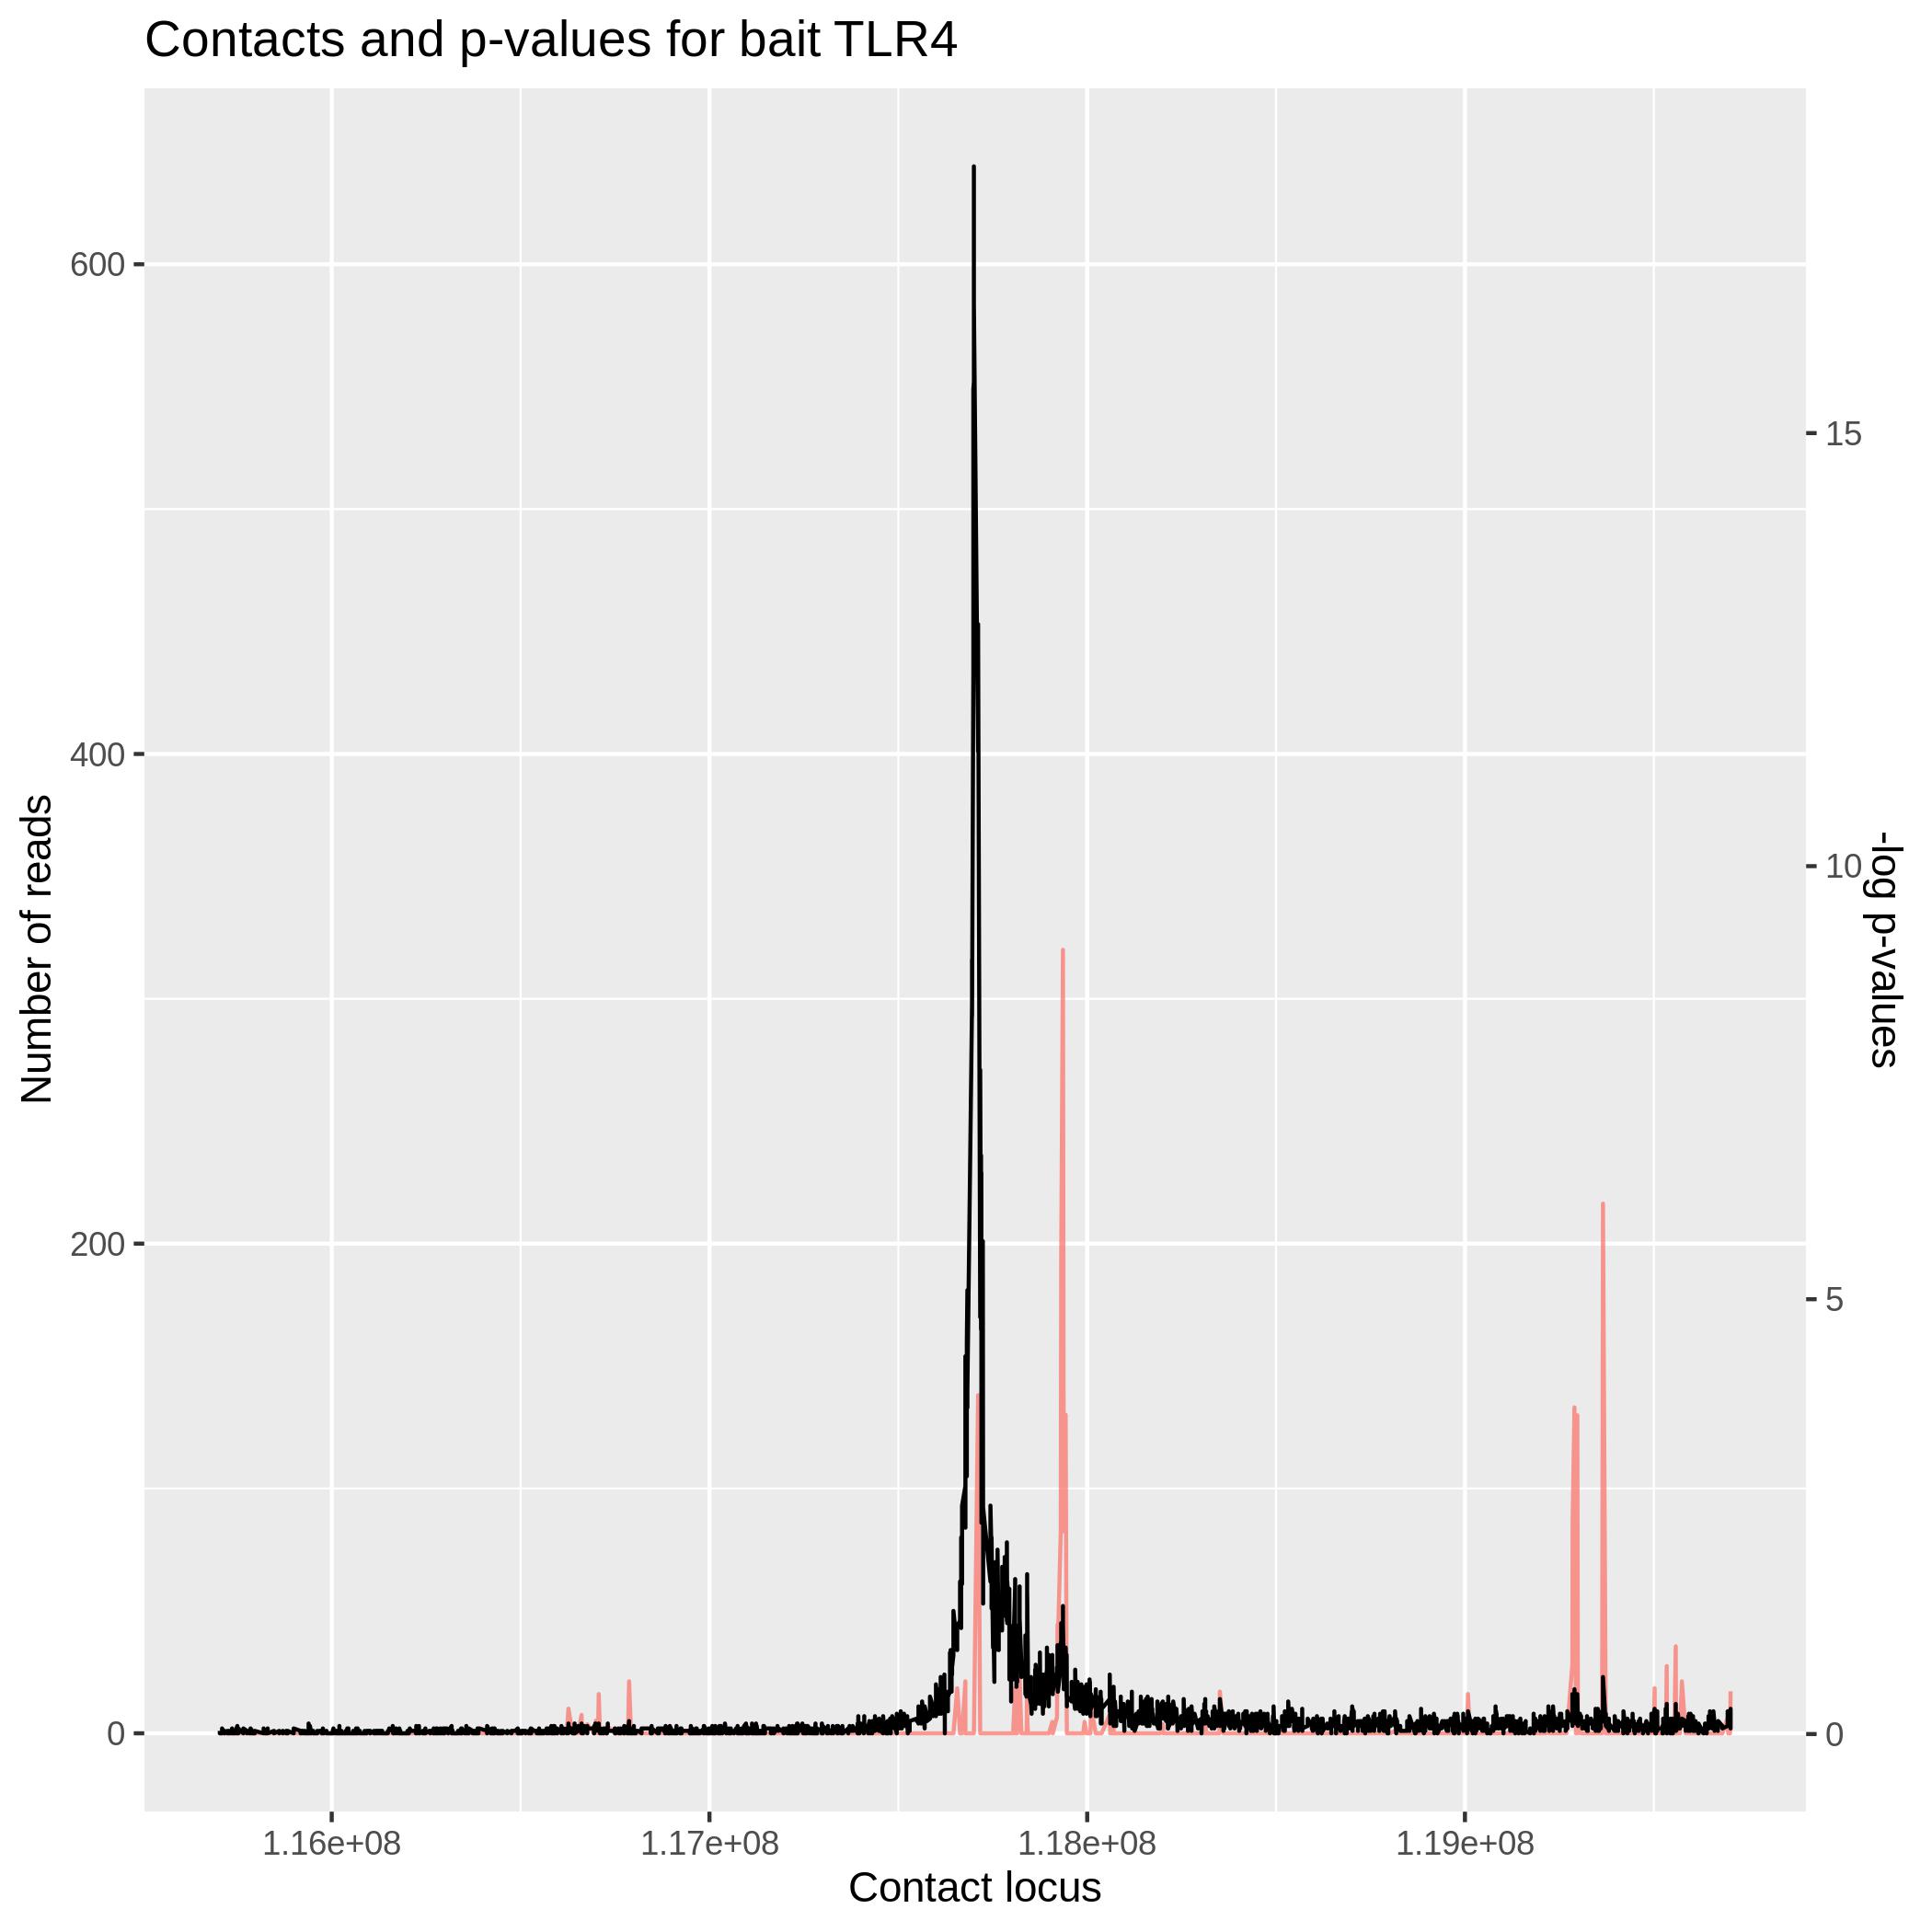 Contacts and p-values for bait TLR4
600
400
200
0
15
10
5
0
Number of reads
-log p-values
1.16e+08
1.17e+08
1.18e+08
1.19e+08
Contact locus